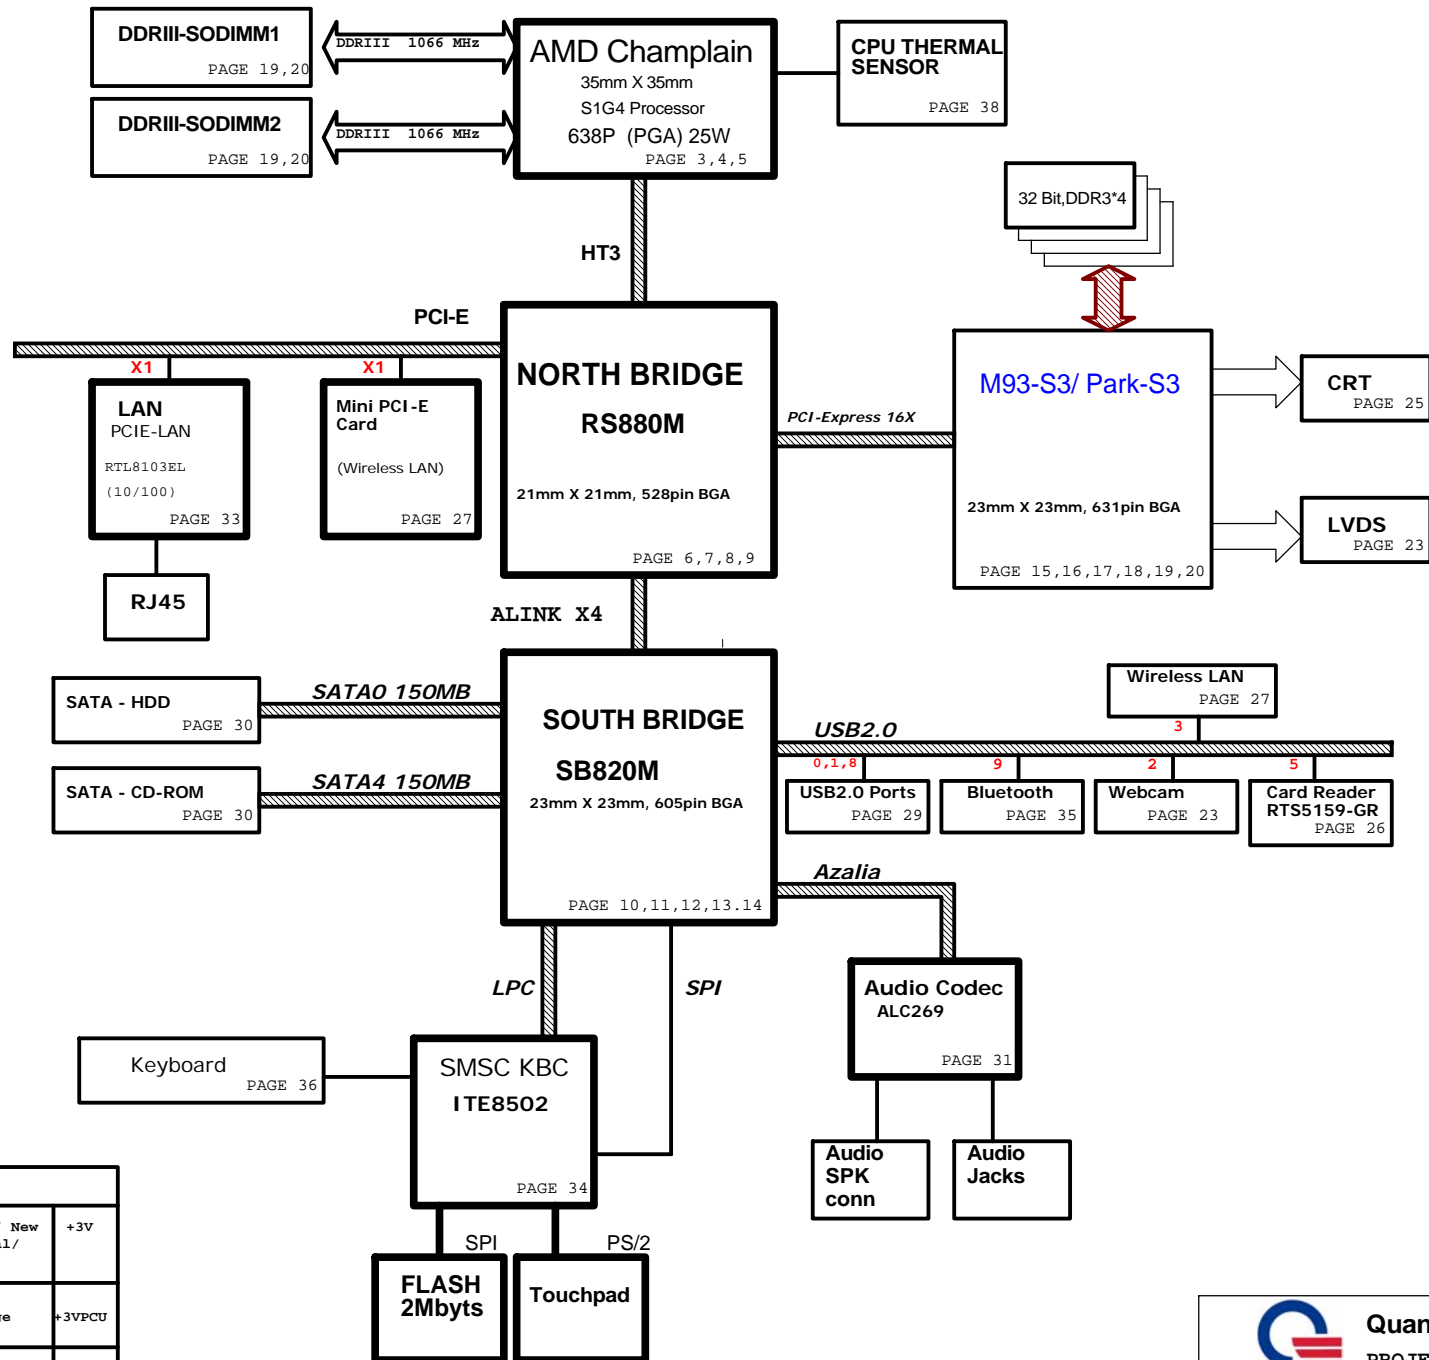 DDRIII-SODIMM1
PAGE 19,20
DDRIII 1066 MHz
AMD Champlain
35mm X 35mm
S1G4 Processor
638P (PGA) 25W
PAGE 3,4,5
CPU THERMAL
SENSOR
PAGE 38
DDRIII-SODIMM2
PAGE 19,20
DDRIII 1066 MHz
32 Bit,DDR3*4
HT3
PCI-E
X1
X1
LAN
PCIE-LAN
RTL8103EL
(10/100)
PAGE 33
Mini PCI-E
Card
(Wireless LAN)
PAGE 27
NORTH BRIDGE
RS880M
21mm X 21mm, 528pin BGA
PAGE 6,7,8,9
PCI-Express 16X
M93-S3/ Park-S3
23mm X 23mm, 631pin BGA
PAGE 15,16,17,18,19,20
CRT
PAGE 25
LVDS
PAGE 23
RJ45
ALINK X4
SATA - HDD
PAGE 30
SATA0 150MB
SATA - CD-ROM
PAGE 30
SATA4 150MB
SOUTH BRIDGE
SB820M
23mm X 23mm, 605pin BGA
PAGE 10,11,12,13.14
Wireless LAN
PAGE 27
USB2.0
3
0,1,8
9
2
5
USB2.0 Ports
PAGE 29
Bluetooth
PAGE 35
Webcam
PAGE 23
Card Reader
RTS5159-GR
PAGE 26
Azalia
Audio Codec
ALC269
PAGE 31
LPC
SPI
Keyboard
PAGE 36
SMSC KBC
ITE8502
PAGE 34
Audio
SPK
conn
Audio
Jacks
SPI
PS/2
FLASH
2Mbyts
Touchpad
New
+3V
+3VPCU
Quan